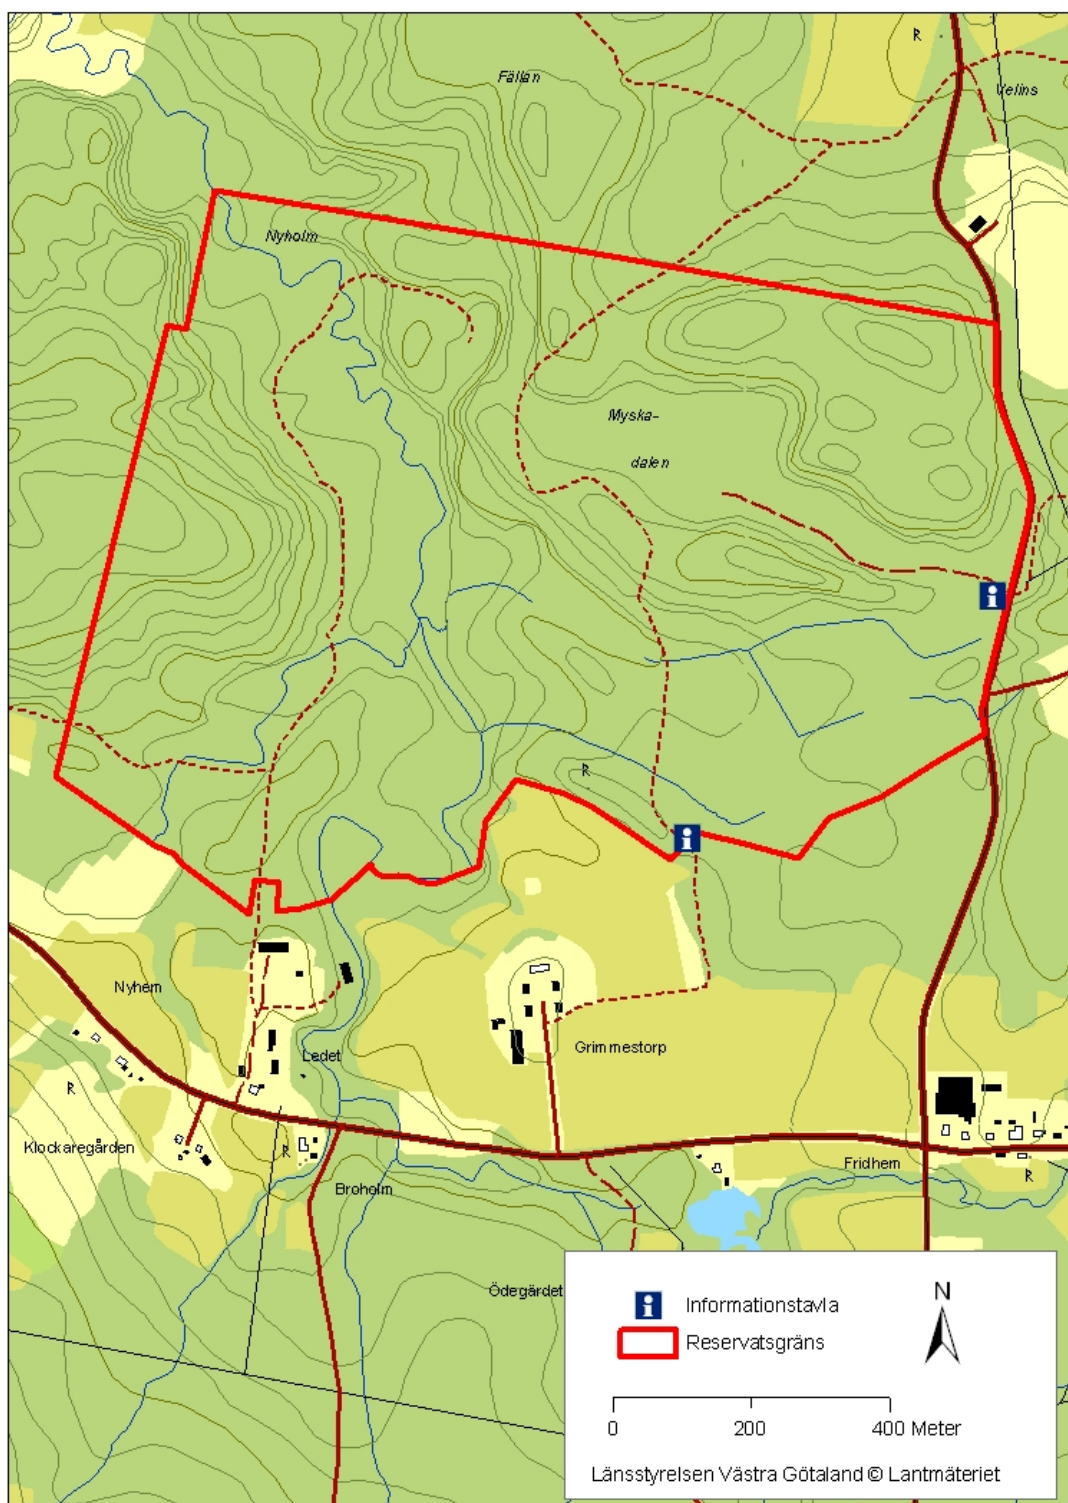 R
Fällan
Velins
Nyholm
Myska-
dalen
R
Nyhem
Grimmestorp
Ledet
R
Klockaregården
R
Fridhem
R
Broholm
Ödegärdet
i
Informationstavla
N
Reservatsgräns
0
200
400 Meter
Länsstyrelsen Västra Götaland © Lantmäteriet